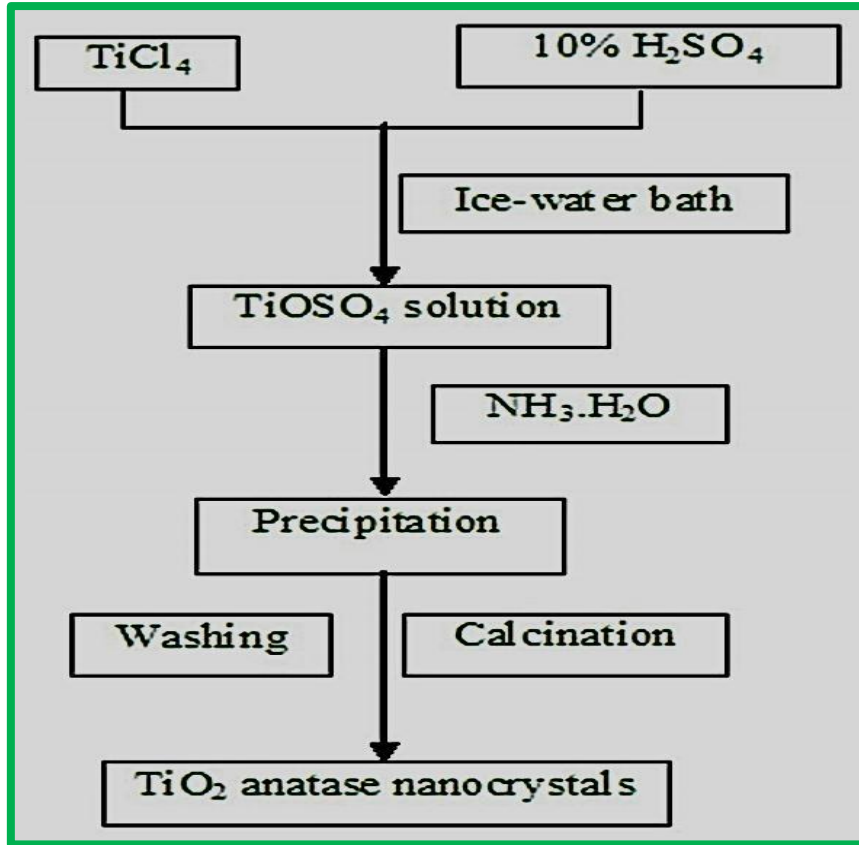 TiCl₄
10% H₂SO₄
Ice-water bath
TiOSO₄ solution
NH₃.H₂O
Precipitation
Washing
Calcination
TiO₂ anatase nanocrystals